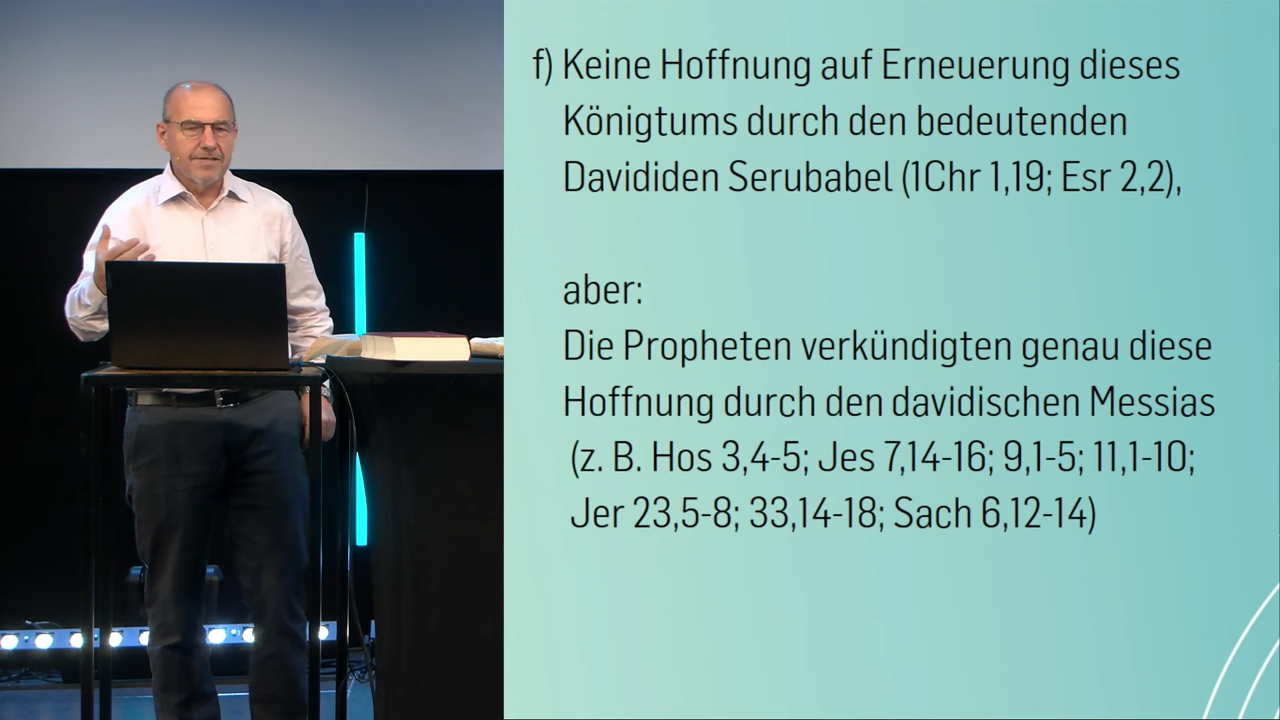 f) Keine Hoffnung auf Erneuerung dieses
Königtums durch den bedeutenden
Davididen Serubabel (1Chr 1,19; Esr 2,2),
aber:
Die Propheten verkündigten genau diese
Hoffnung durch den davidischen Messias
(z. B. Hos 3,4-5; Jes 7,14-16; 9,1-5; 11,1-10;
Jer 23,5-8; 33,14-18; Sach 6,12-14)